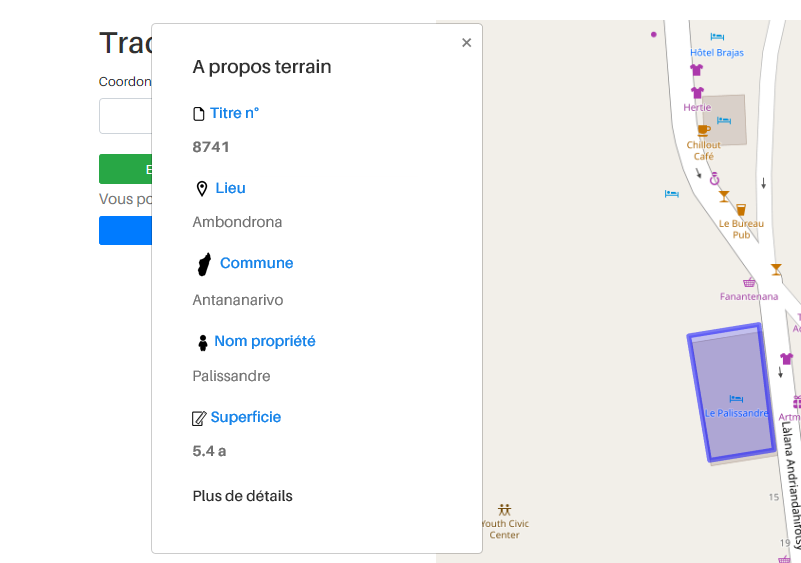 Trac
Coordon
E
Vous po
×
A propos terrain
Titre n°
8741
Lieu
Ambondrona
Commune
Antananarivo
Nom propriété
Palissandre
Superficie
5.4 a
Plus de détails
Hôtel Brajas
Hertie
Chillout
Café
Le Bureau
Pub
Fanantenana
Le Palissandre
Artm
Làlana Andriandahifotsy
15
Youth Civic
Center
19